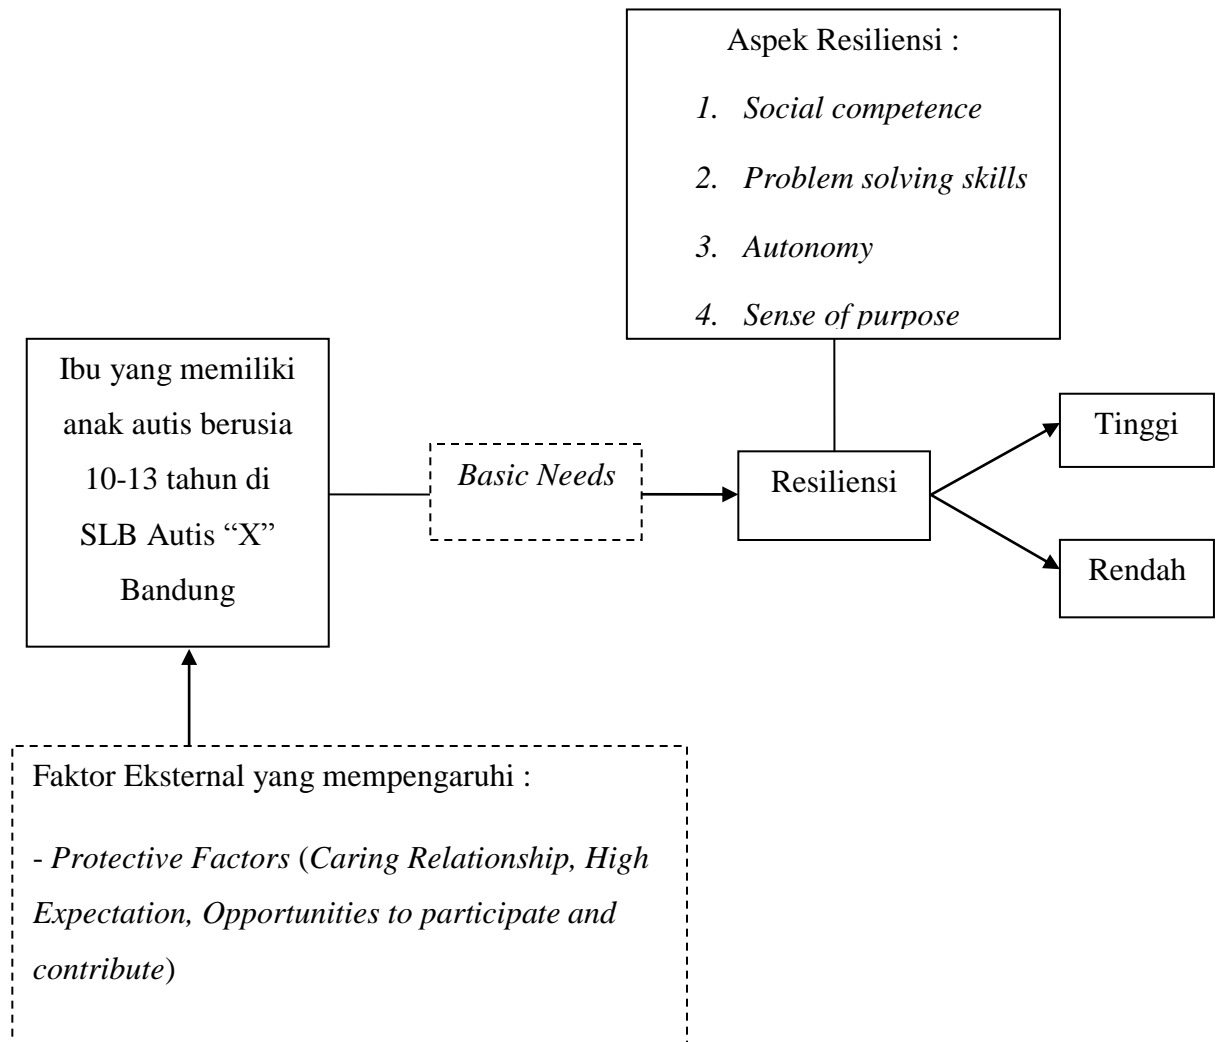 Aspek Resiliensi :
1. Social competence
2. Problem solving skills
3. Autonomy
4. Sense of purpose
Ibu yang memiliki
anak autis berusia
10-13 tahun di
SLB Autis “X”
Bandung
Basic Needs
Resiliensi
Tinggi
Rendah
Faktor Eksternal yang mempengaruhi :
- Protective Factors (Caring Relationship, High
Expectation, Opportunities to participate and
contribute)